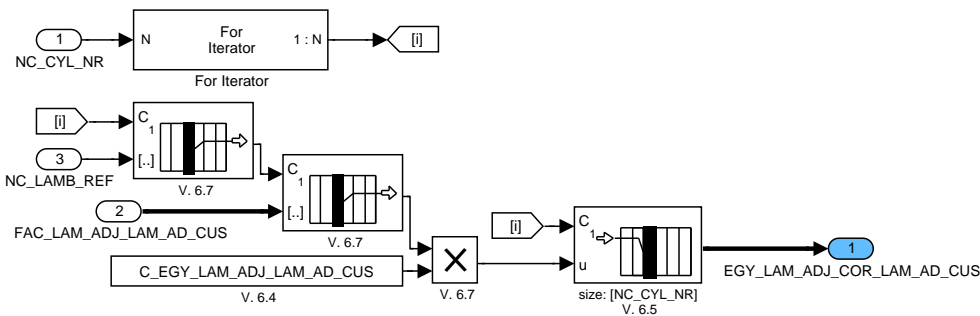 1
NC_CYL_NR
N
For
Iterator
1 : N
For Iterator
[i]
[i]
3
NC_LAMB_REF
C
1
[..]
V. 6.7
2
FAC_LAM_ADJ_LAM_AD_CUS
C
1
[..]
V. 6.7
C_EGY_LAM_ADJ_LAM_AD_CUS
V. 6.4
V. 6.7
[i]
C
1
u
size: [NC_CYL_NR]
V. 6.5
1
EGY_LAM_ADJ_COR_LAM_AD_CUS